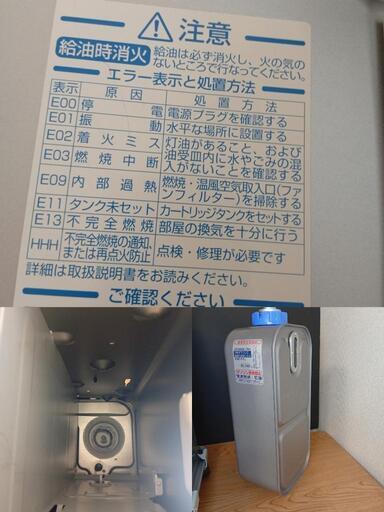 ⚠注意
給油時消火
給油は必ず消火し、火の気の
ないところで行なってください。
エラー表示と処置方法
表示 原因 処置方法
E00 停電 電源プラグを確認する
E01 振動 水平な場所に設置する
E02 着火ミス 灯油があること、および
E03 燃焼中断 油受皿内に水やごみの混
入がないことを確認する
E09 内部過熱 燃焼・温風空気取入口(ファ
ンフィルター)を掃除する
E11 タンク未セット カートリッジタンクをセットする
E13 不完全燃焼 部屋の換気を十分に行う
HHH 不完全燃焼の通知、
または再点火防止 点検・修理が必要です
詳細は取扱説明書をお読みください。
ご確認ください